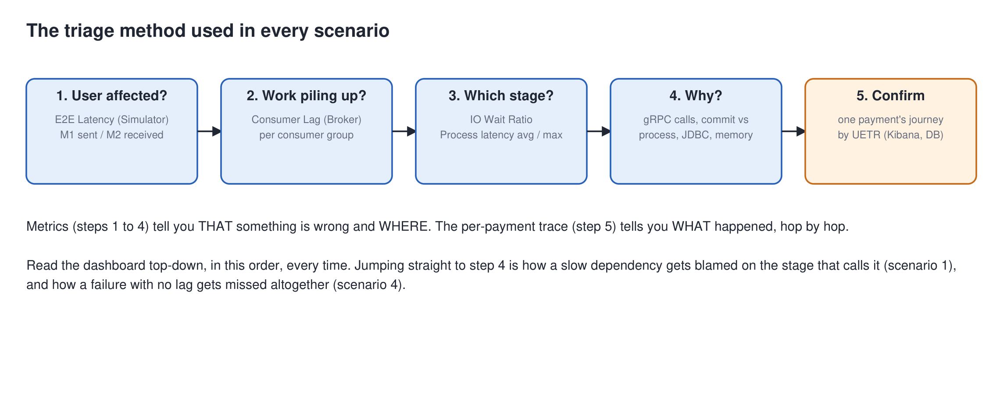 The triage method used in every scenario
1. User affected?
E2E Latency (Simulator)
M1 sent / M2 received
2. Work piling up?
Consumer Lag (Broker)
per consumer group
3. Which stage?
IO Wait Ratio
Process latency avg / max
4. Why?
gRPC calls, commit vs
process, JDBC, memory
5. Confirm
one payment's journey
by UETR (Kibana, DB)
Metrics (steps 1 to 4) tell you THAT something is wrong and WHERE. The per-payment trace (step 5) tells you WHAT happened, hop by hop.
Read the dashboard top-down, in this order, every time. Jumping straight to step 4 is how a slow dependency gets blamed on the stage that calls it (scenario 1),
and how a failure with no lag gets missed altogether (scenario 4).